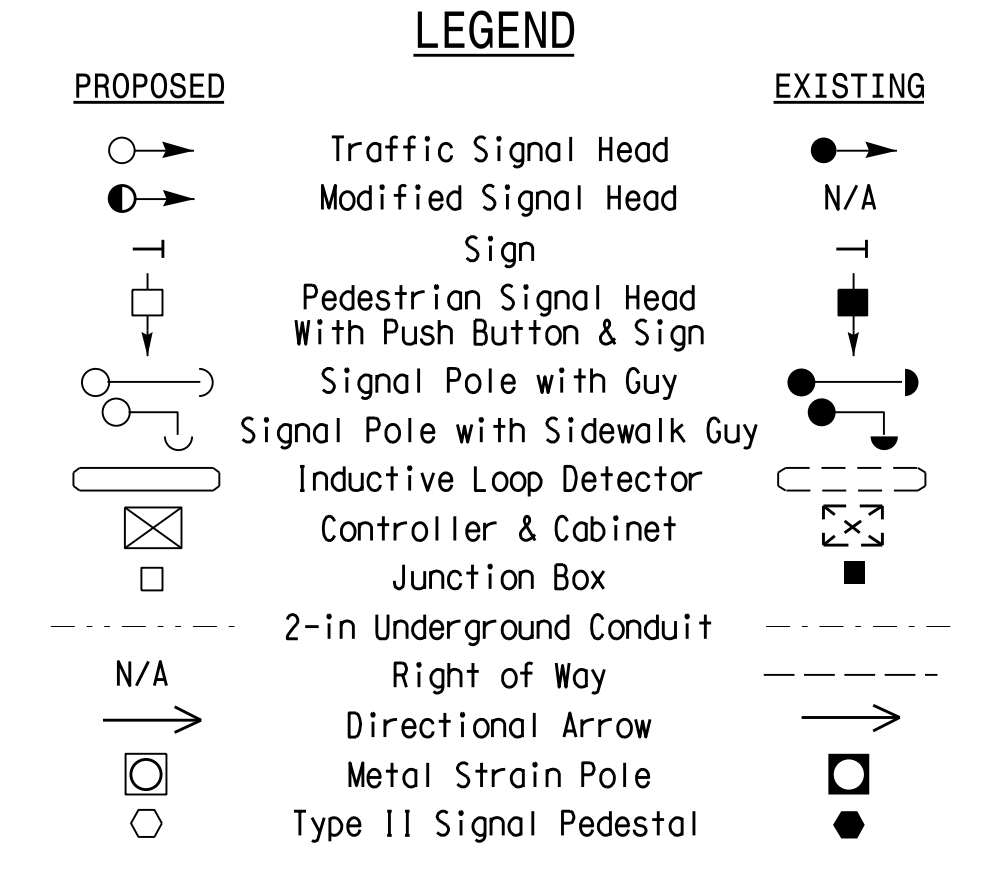 LEGEND
PROPOSED EXISTING
Traffic Signal Head
Modified Signal Head N/A
Sign
Pedestrian Signal Head
With Push Button & Sign
Signal Pole with Guy
Signal Pole with Sidewalk Guy
Inductive Loop Detector
Controller & Cabinet
Junction Box
2-in Underground Conduit
N/A Right of Way
Directional Arrow
Metal Strain Pole
Type II Signal Pedestal